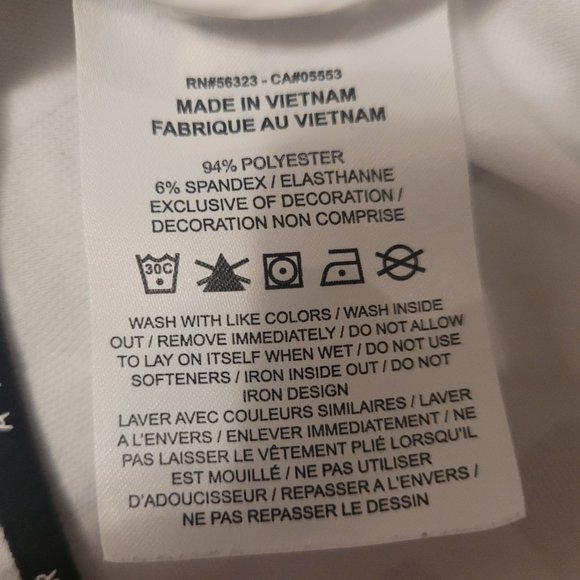 RN#56323 - CA#05553
MADE IN VIETNAM
FABRIQUE AU VIETNAM
94% POLYESTER
6% SPANDEX / ELASTHANNE
EXCLUSIVE OF DECORATION /
DECORATION NON COMPRISE
30C
WASH WITH LIKE COLORS / WASH INSIDE
OUT / REMOVE IMMEDIATELY / DO NOT ALLOW
TO LAY ON ITSELF WHEN WET / DO NOT USE
SOFTENERS / IRON INSIDE OUT / DO NOT
IRON DESIGN
LAVER AVEC COULEURS SIMILAIRES / LAVER
A L'ENVERS / ENLEVER IMMEDIATEMENT / NE
PAS LAISSER LE VÊTEMENT PLIÉ LORSQU'IL
EST MOUILLÉ / NE PAS UTILISER
D'ADOUCISSEUR / REPASSER A L'ENVERS /
NE PAS REPASSER LE DESSIN